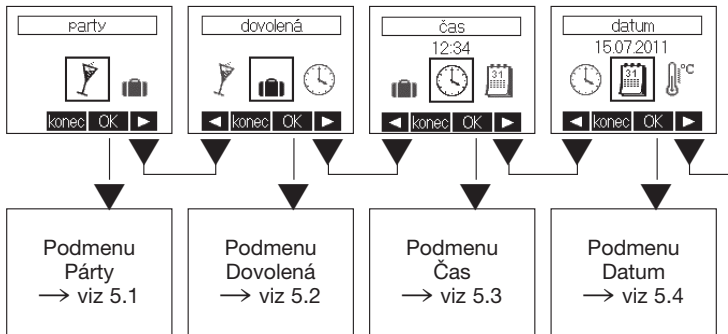 party
konec OK
dovolená
konec OK
čas
12:34
31
konec OK
datum
15.07.2011
31
°C
konec OK
Podmenu
Párty
→ viz 5.1
Podmenu
Dovolená
→ viz 5.2
Podmenu
Čas
→ viz 5.3
Podmenu
Datum
→ viz 5.4